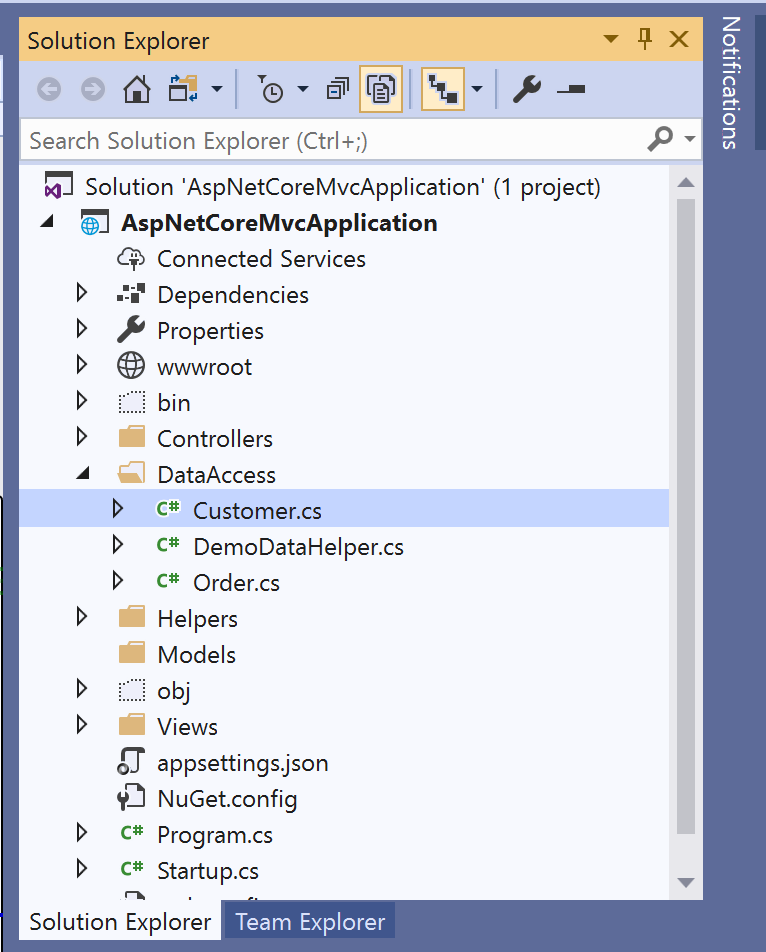 Solution Explorer
Notifications
Search Solution Explorer (Ctrl+;)
Solution 'AspNetCoreMvcApplication' (1 project)
AspNetCoreMvcApplication
Connected Services
Dependencies
Properties
wwwroot
bin
Controllers
DataAccess
C# Customer.cs
C# DemoDataHelper.cs
C# Order.cs
Helpers
Models
obj
Views
appsettings.json
NuGet.config
C# Program.cs
C# Startup.cs
Solution Explorer
Team Explorer